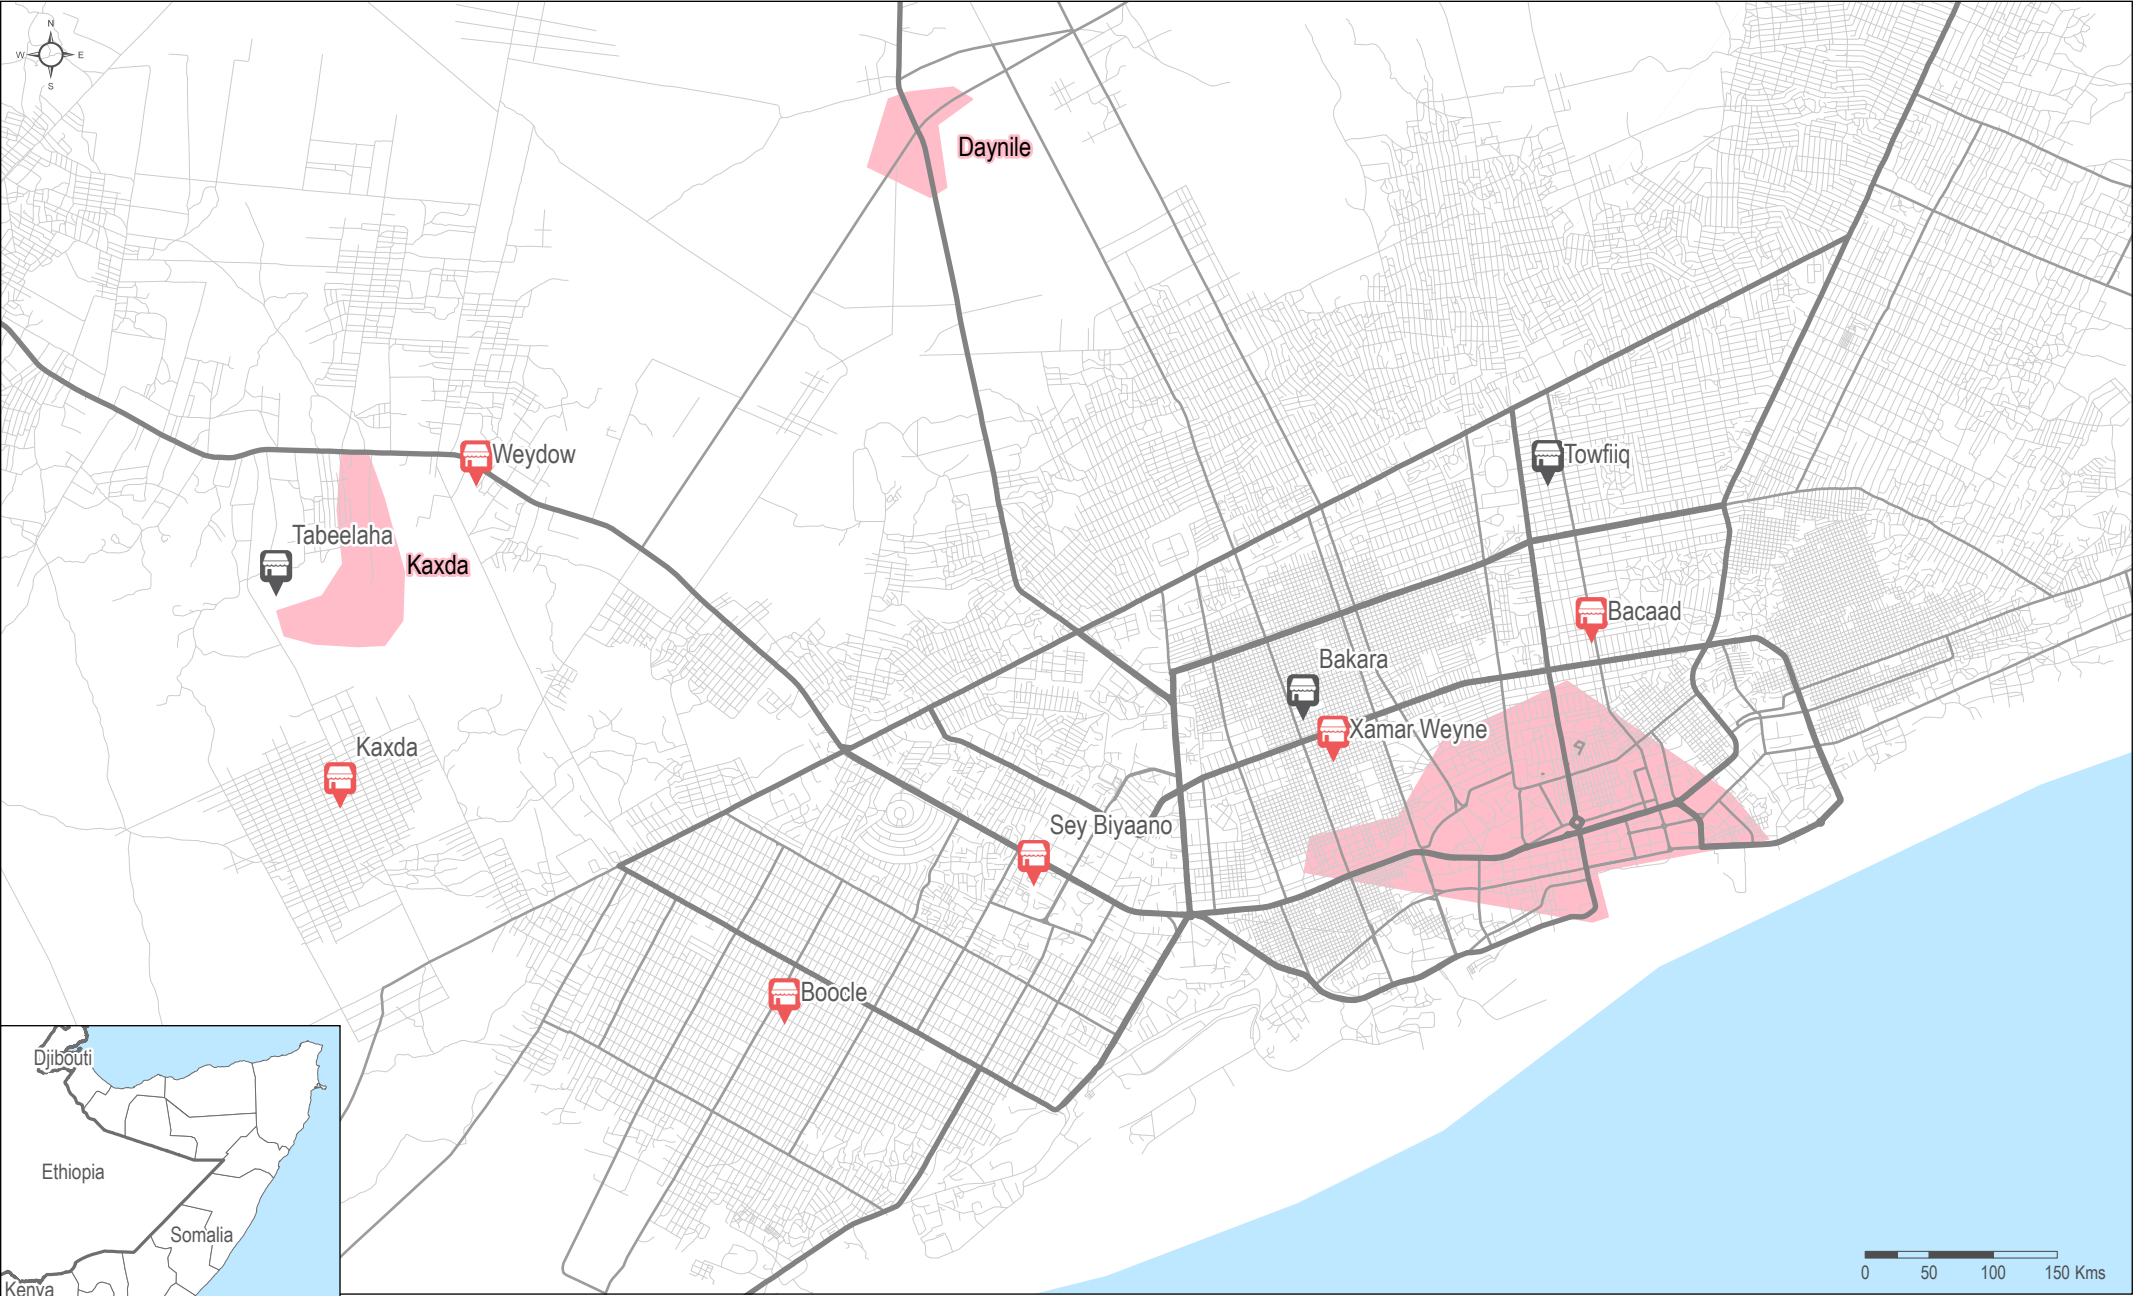 N
W E
S
Daynile
Weydow
Towfiiq
Tabeelaha
Kaxda
Bacaad
Bakara
Xamar Weyne
Kaxda
Sey Biyaano
Boocle
Djibouti
Ethiopia
Somalia
Kenya
0 50 100 150 Kms